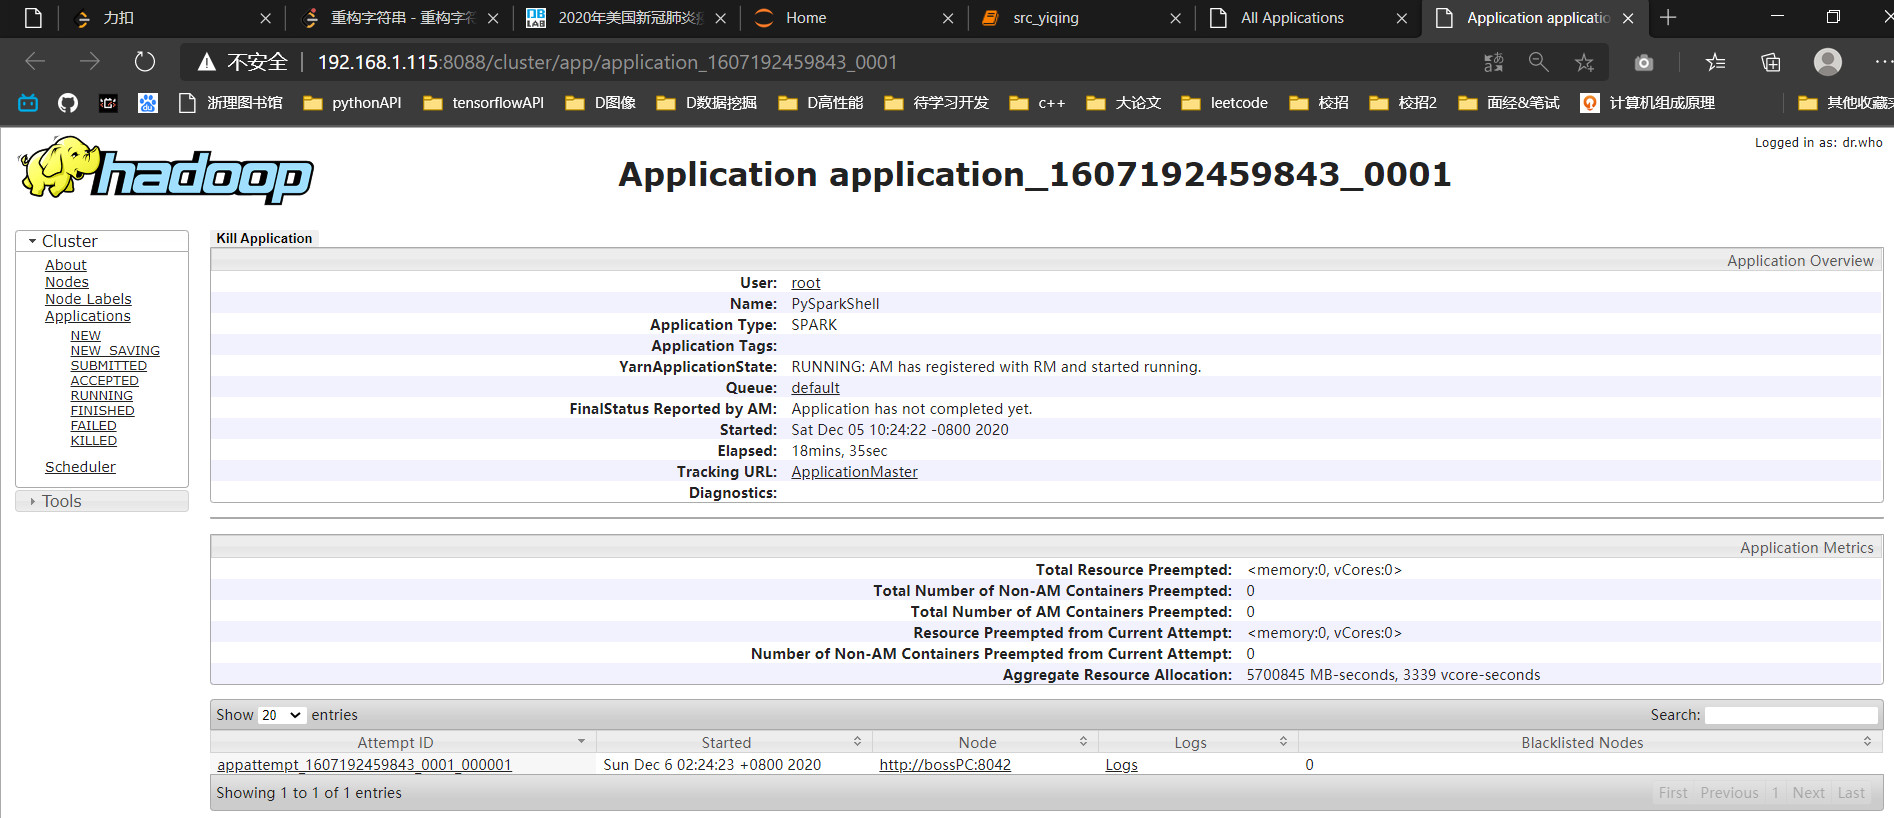 力扣
重构字符串 - 重构字符
2020年美国新冠肺炎
Home
src_yiqing
All Applications
Application applicatio
不安全 192.168.1.115:8088/cluster/app/application_1607192459843_0001
浙理图书馆 pythonAPI tensorflowAPI D图像 D数据挖掘 D高性能 待学习开发 c++ 大论文 leetcode 校招 校招2 面经&笔试 计算机组成原理 其他收藏夹
Logged in as: dr.who
hadoop
Application application_1607192459843_0001
Cluster
About
Nodes
Node Labels
Applications
NEW
NEW_SAVING
SUBMITTED
ACCEPTED
RUNNING
FINISHED
FAILED
KILLED
Scheduler
Tools
Kill Application
Application Overview
User: root
Name: PySparkShell
Application Type: SPARK
Application Tags:
YarnApplicationState: RUNNING: AM has registered with RM and started running.
Queue: default
FinalStatus Reported by AM: Application has not completed yet.
Started: Sat Dec 05 10:24:22 -0800 2020
Elapsed: 18mins, 35sec
Tracking URL: ApplicationMaster
Diagnostics:
Application Metrics
Total Resource Preempted: <memory:0, vCores:0>
Total Number of Non-AM Containers Preempted: 0
Total Number of AM Containers Preempted: 0
Resource Preempted from Current Attempt: <memory:0, vCores:0>
Number of Non-AM Containers Preempted from Current Attempt: 0
Aggregate Resource Allocation: 5700845 MB-seconds, 3339 vcore-seconds
Show 20 entries Search:
Attempt ID Started Node Logs Blacklisted Nodes
appattempt_1607192459843_0001_000001 Sun Dec 6 02:24:23 +0800 2020 http://bossPC:8042 Logs 0
Showing 1 to 1 of 1 entries First Previous 1 Next Last